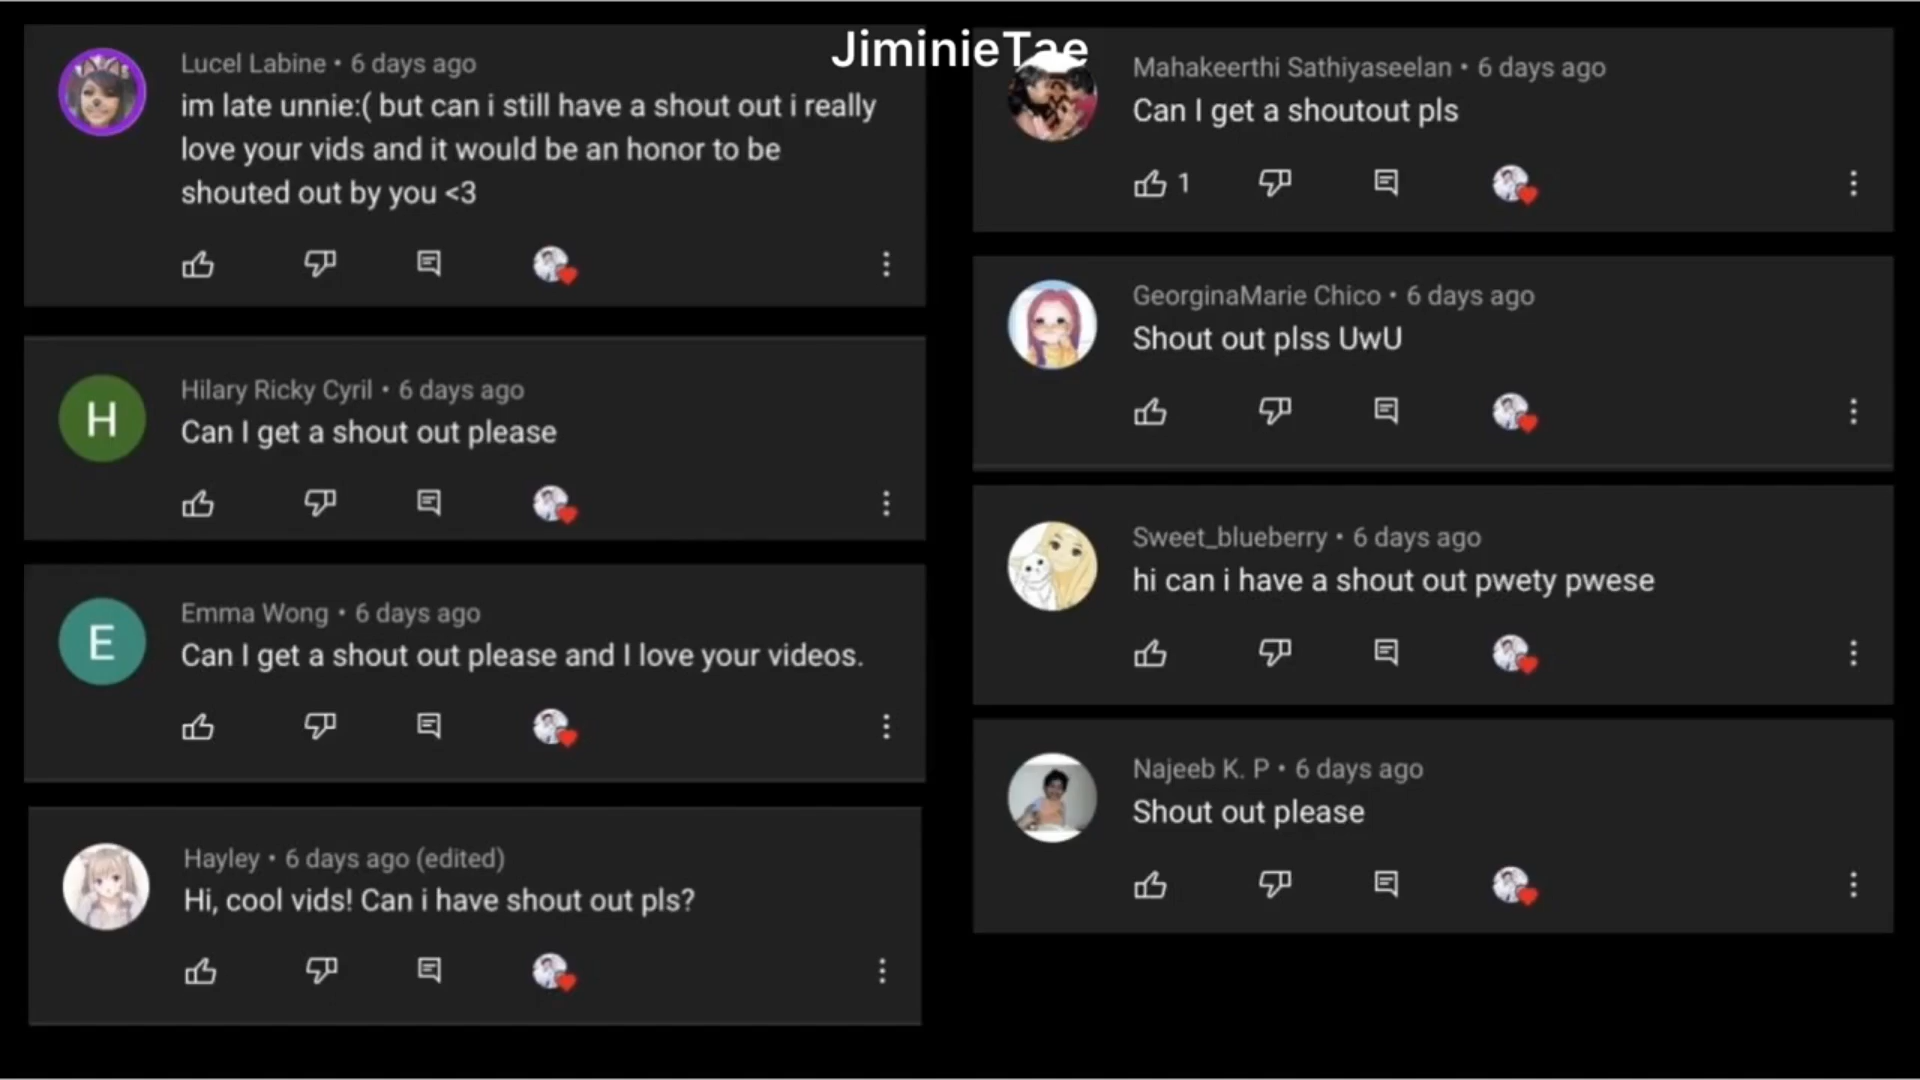 JiminieTae
Lucel Labine • 6 days ago
im late unnie:( but can i still have a shout out i really
love your vids and it would be an honor to be
shouted out by you <3
H
Hilary Ricky Cyril • 6 days ago
Can I get a shout out please
E
Emma Wong • 6 days ago
Can I get a shout out please and I love your videos.
Hayley • 6 days ago (edited)
Hi, cool vids! Can i have shout out pls?
Mahakeerthi Sathiyaseelan • 6 days ago
Can I get a shoutout pls
1
GeorginaMarie Chico • 6 days ago
Shout out plss UwU
Sweet_blueberry • 6 days ago
hi can i have a shout out pwety pwese
Najeeb K. P • 6 days ago
Shout out please